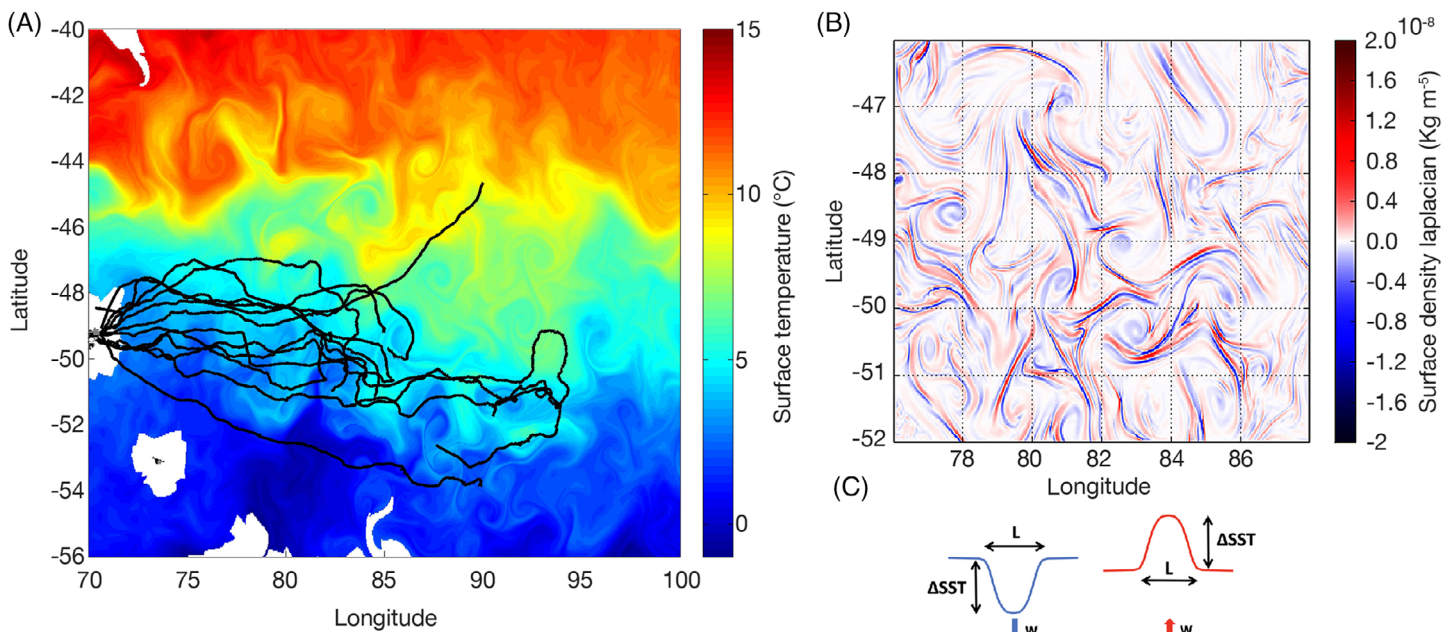 (A)
15
10
5
0
Surface temperature (°C)
-40
-42
-44
-46
-48
-50
-52
-54
-56
Latitude
70
75
80
85
90
95
100
Longitude
(B)
-47
-48
-49
-50
-51
-52
Latitude
78
80
82
84
86
Longitude
10⁻⁸
2.0
1.6
1.2
0.8
0.4
0.0
-0.4
-0.8
-1.2
-1.6
-2
Surface density laplacian (Kg m⁻⁵)
(C)
L
ΔSST
w
ΔSST
L
w